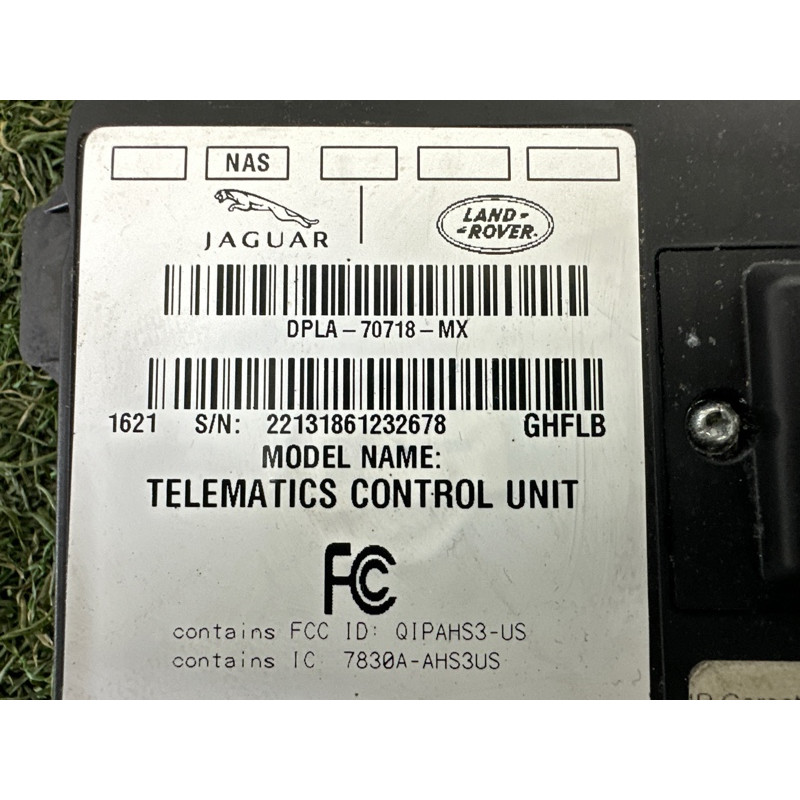 NAS
JAGUAR
LAND-
-ROVER.
DPLA-70718-MX
1621 S/N: 22131861232678 GHFLB
MODEL NAME:
TELEMATICS CONTROL UNIT
FC
contains FCC ID: QIPAHS3-US
contains IC 7830A-AHS3US